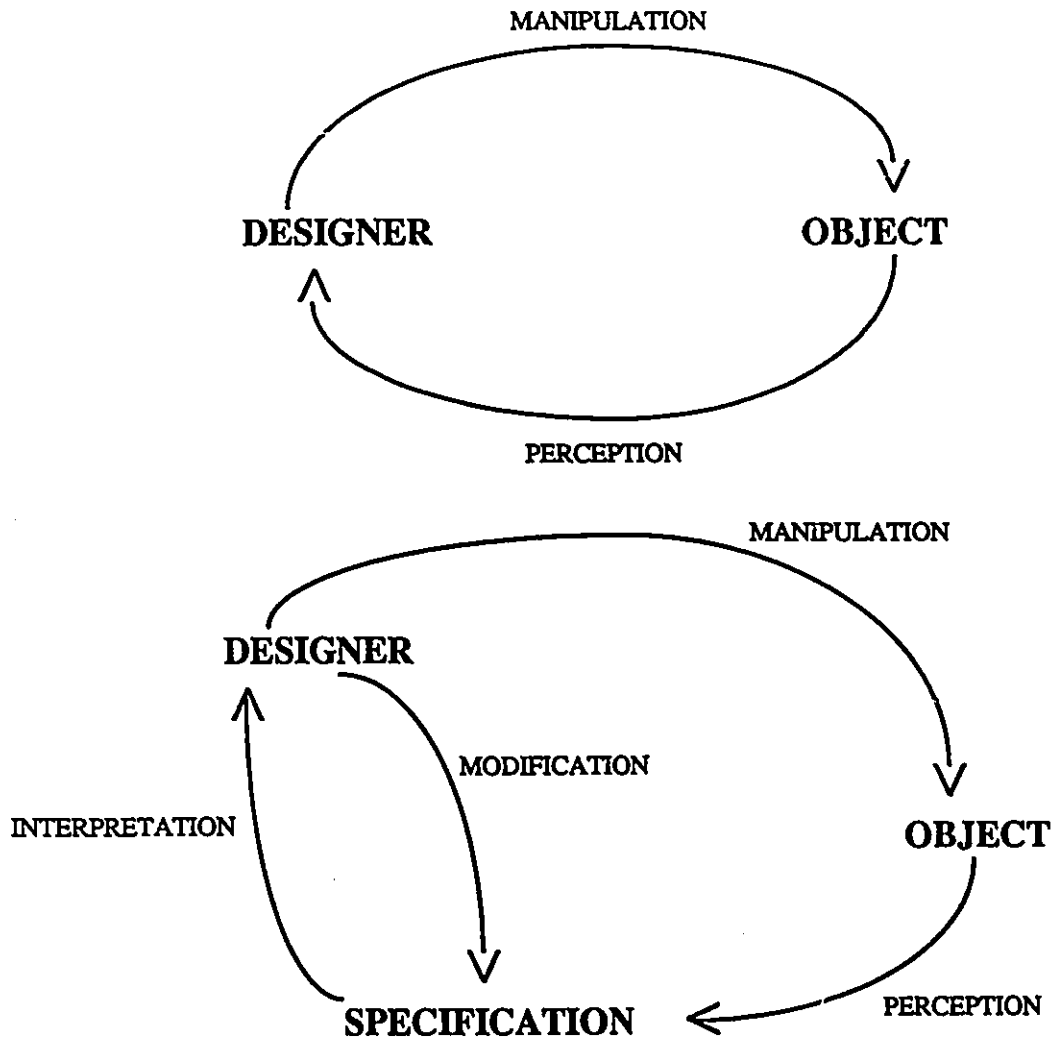 MANIPULATION
DESIGNER
OBJECT
PERCEPTION
MANIPULATION
DESIGNER
MODIFICATION
INTERPRETATION
OBJECT
PERCEPTION
SPECIFICATION